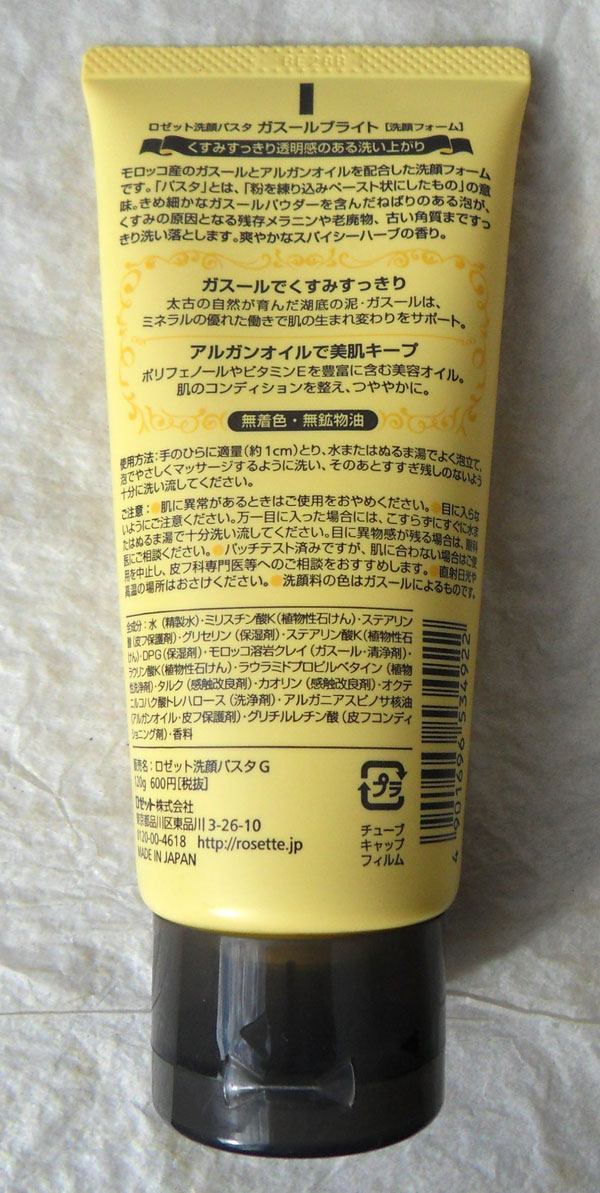 GE2BB
ロゼット洗顔パスタ ガスールブライト [洗顔フォーム]
くすみすっきり透明感のある洗い上がり
モロッコ産のガスールとアルガンオイルを配合した洗顔フォーム
です。「パスタ」とは、「粉を練り込みペースト状にしたもの」の意
味。きめ細かなガスールパウダーを含んだねばりのある泡が、
くすみの原因となる残存メラニンや老廃物、古い角質まですっ
きり洗い落とします。爽やかなスパイシーハーブの香り。
ガスールでくすみすっきり
太古の自然が育んだ湖底の泥・ガスールは、
ミネラルの優れた働きで肌の生まれ変わりをサポート。
アルガンオイルで美肌キープ
ポリフェノールやビタミンEを豊富に含む美容オイル。
肌のコンディションを整え、つややかに。
無着色・無鉱物油
使用方法:手のひらに適量(約1cm)とり、水またはぬるま湯でよく泡立て、
泡でやさしくマッサージするように洗い、そのあとすすぎ残しのないよう
十分に洗い流してください。
ご注意:●肌に異常があるときはご使用をおやめください。●目に入らな
いようにご注意ください。万一目に入った場合には、こすらずにすぐに水ま
たはぬるま湯で十分洗い流してください。目に異物感が残る場合は、眼科
医にご相談ください。●パッチテスト済みですが、肌に合わない場合はご使
用を中止し、皮フ科専門医等へのご相談をおすすめします。●直射日光や
高温の場所はおさけください。●洗顔料の色はガスールによるものです。
全成分:水(精製水)・ミリスチン酸K(植物性石けん)・ステアリン
酸(皮フ保護剤)・グリセリン(保湿剤)・ステアリン酸K(植物性石
けん)・DPG(保湿剤)・モロッコ溶岩クレイ(ガスール・清浄剤)・
ラウリン酸K(植物性石けん)・ラウラミドプロピルベタイン(植物
性洗浄剤)・タルク(感触改良剤)・カオリン(感触改良剤)・オクテ
ニルコハク酸トレハロース(洗浄剤)・アルガニアスピノサ核油
(アルガンオイル・皮フ保護剤)・グリチルレチン酸(皮フコンディ
ショニング剤)・香料
販売名:ロゼット洗顔パスタG
120g 600円[税抜]
ロゼット株式会社
東京都品川区東品川3-26-10
0120-00-4618 http://rosette.jp
MADE IN JAPAN
プラ
チューブ
キャップ
フィルム
4 901696 534922